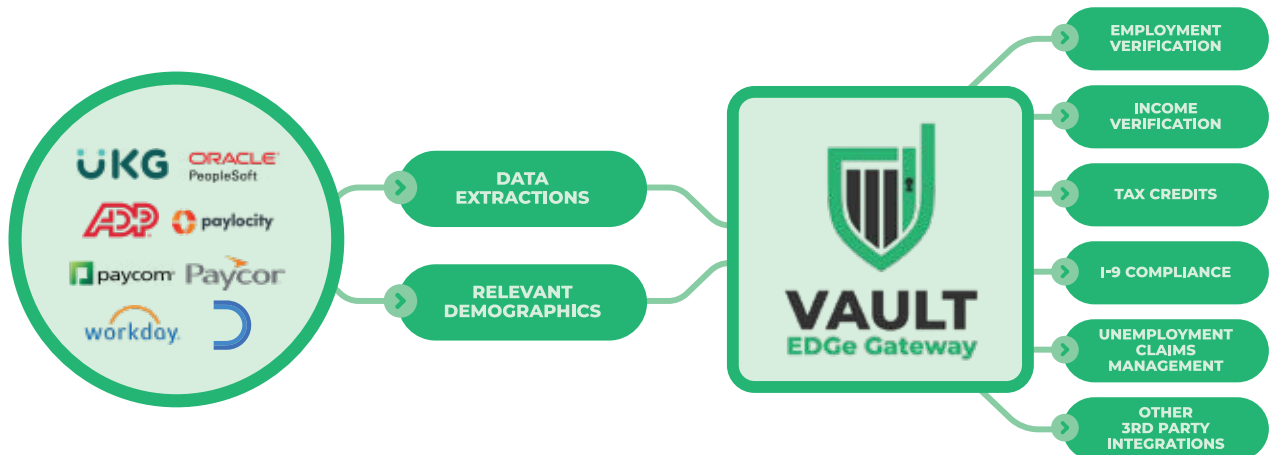 UKG
ORACLE
PeopleSoft
ADP
paylocity
paycom
Paycor
workday.
DATA
EXTRACTIONS
RELEVANT
DEMOGRAPHICS
VAULT
EDGe Gateway
EMPLOYMENT
VERIFICATION
INCOME
VERIFICATION
TAX CREDITS
I-9 COMPLIANCE
UNEMPLOYMENT
CLAIMS
MANAGEMENT
OTHER
3RD PARTY
INTEGRATIONS